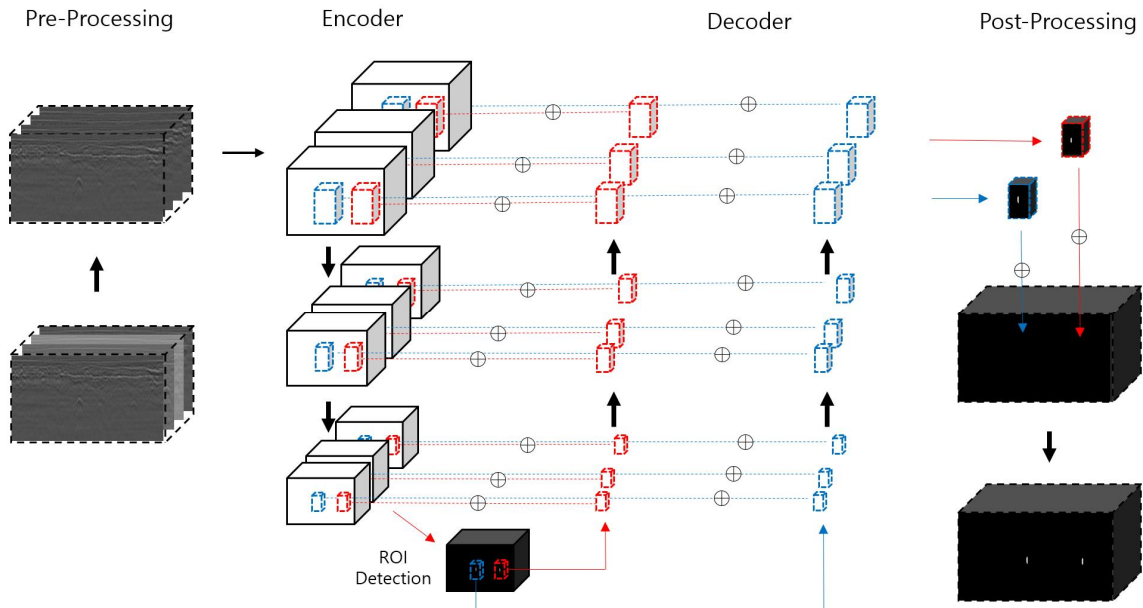 Pre-Processing
Encoder
Decoder
Post-Processing
ROI
Detection